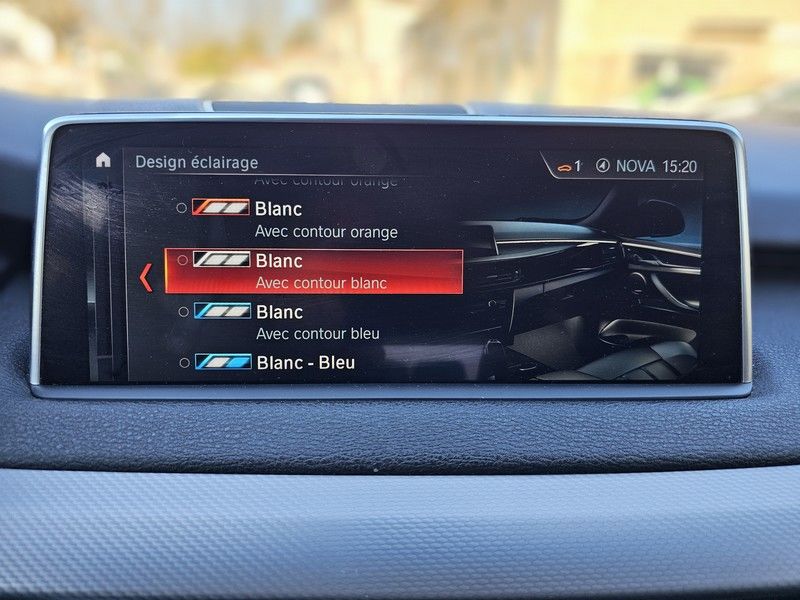 Design éclairage
1 NOVA 15:20
Avec contour orange
Blanc
Avec contour orange
Blanc
Avec contour blanc
Blanc
Avec contour bleu
Blanc - Bleu